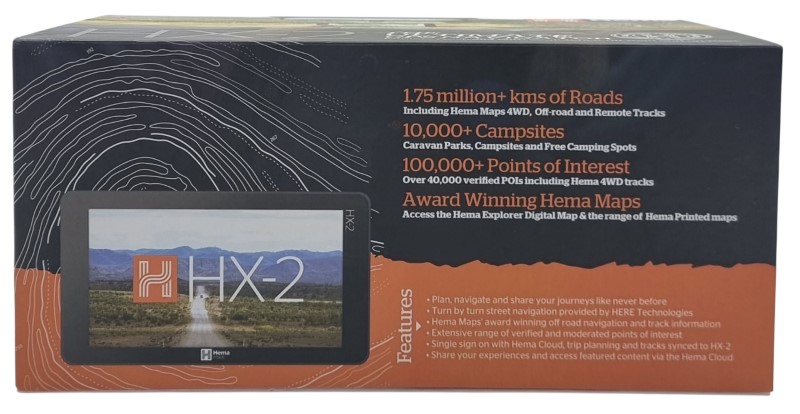 1.75 million+ kms of Roads
Including Hema Maps 4WD, Off-road and Remote Tracks
10,000+ Campsites
Caravan Parks, Campsites and Free Camping Spots
100,000+ Points of Interest
Over 40,000 verified POIs including Hema 4WD tracks
Award Winning Hema Maps
Access the Hema Explorer Digital Map & the range of Hema Printed maps
HX2
HX-2
Hema
Features
• Plan, navigate and share your journeys like never before
• Turn by turn street navigation provided by HERE Technologies
• Hema Maps' award winning off road navigation and track information
• Extensive range of verified and moderated points of interest
• Single sign on with Hema Cloud, trip planning and tracks synced to HX-2
• Share your experiences and access featured content via the Hema Cloud